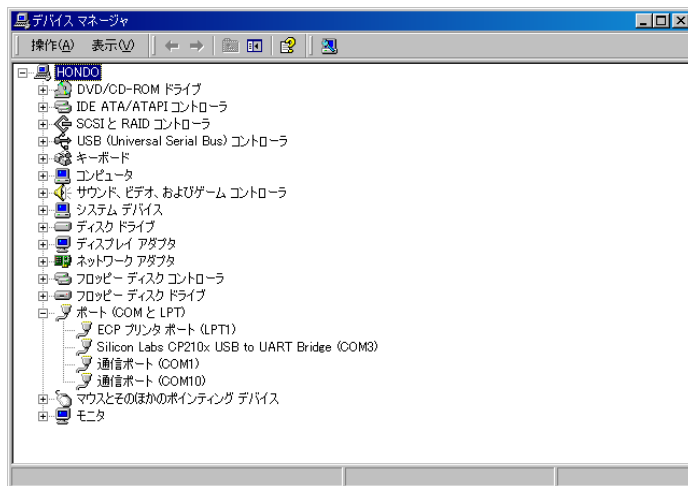 デバイス マネージャ
操作(A) 表示(V)
HONDO
DVD/CD-ROM ドライブ
IDE ATA/ATAPI コントローラ
SCSI と RAID コントローラ
USB (Universal Serial Bus) コントローラ
キーボード
コンピュータ
サウンド、ビデオ、およびゲーム コントローラ
システム デバイス
ディスク ドライブ
ディスプレイ アダプタ
ネットワーク アダプタ
フロッピー ディスク コントローラ
フロッピー ディスク ドライブ
ポート (COM と LPT)
ECP プリンタ ポート (LPT1)
Silicon Labs CP210x USB to UART Bridge (COM3)
通信ポート (COM1)
通信ポート (COM10)
マウスとそのほかのポインティング デバイス
モニタ